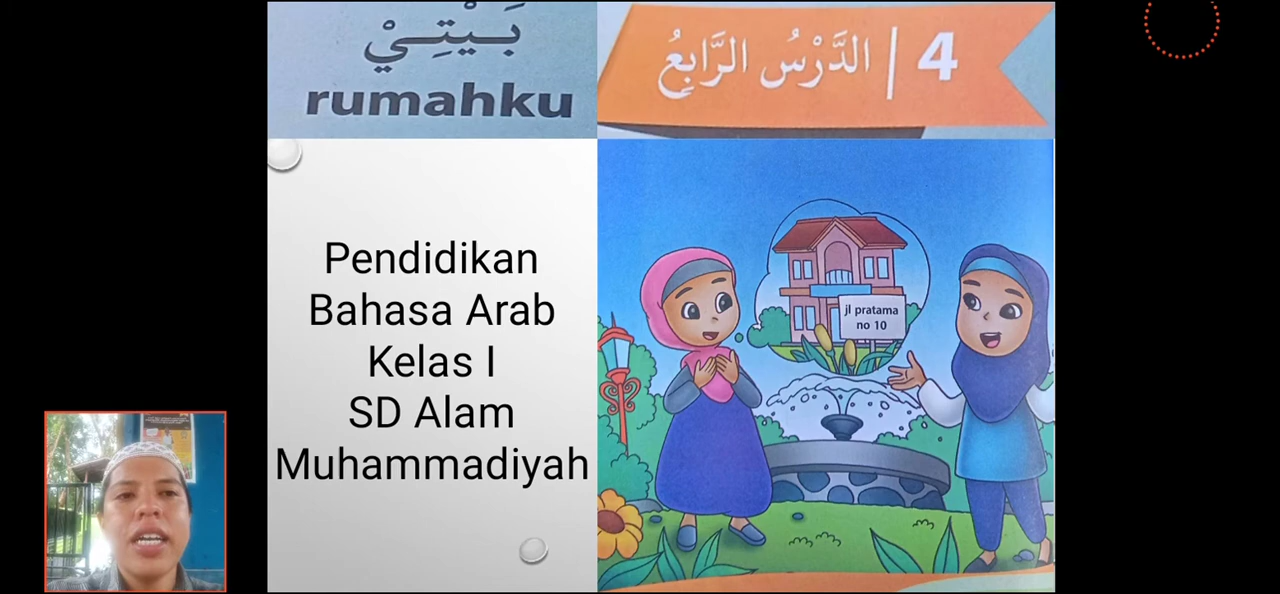 بَيْتِيْ
rumahku
4 | الدَّرْسُ الرَّابِعُ
Pendidikan
Bahasa Arab
Kelas I
SD Alam
Muhammadiyah
jl pratama
no 10